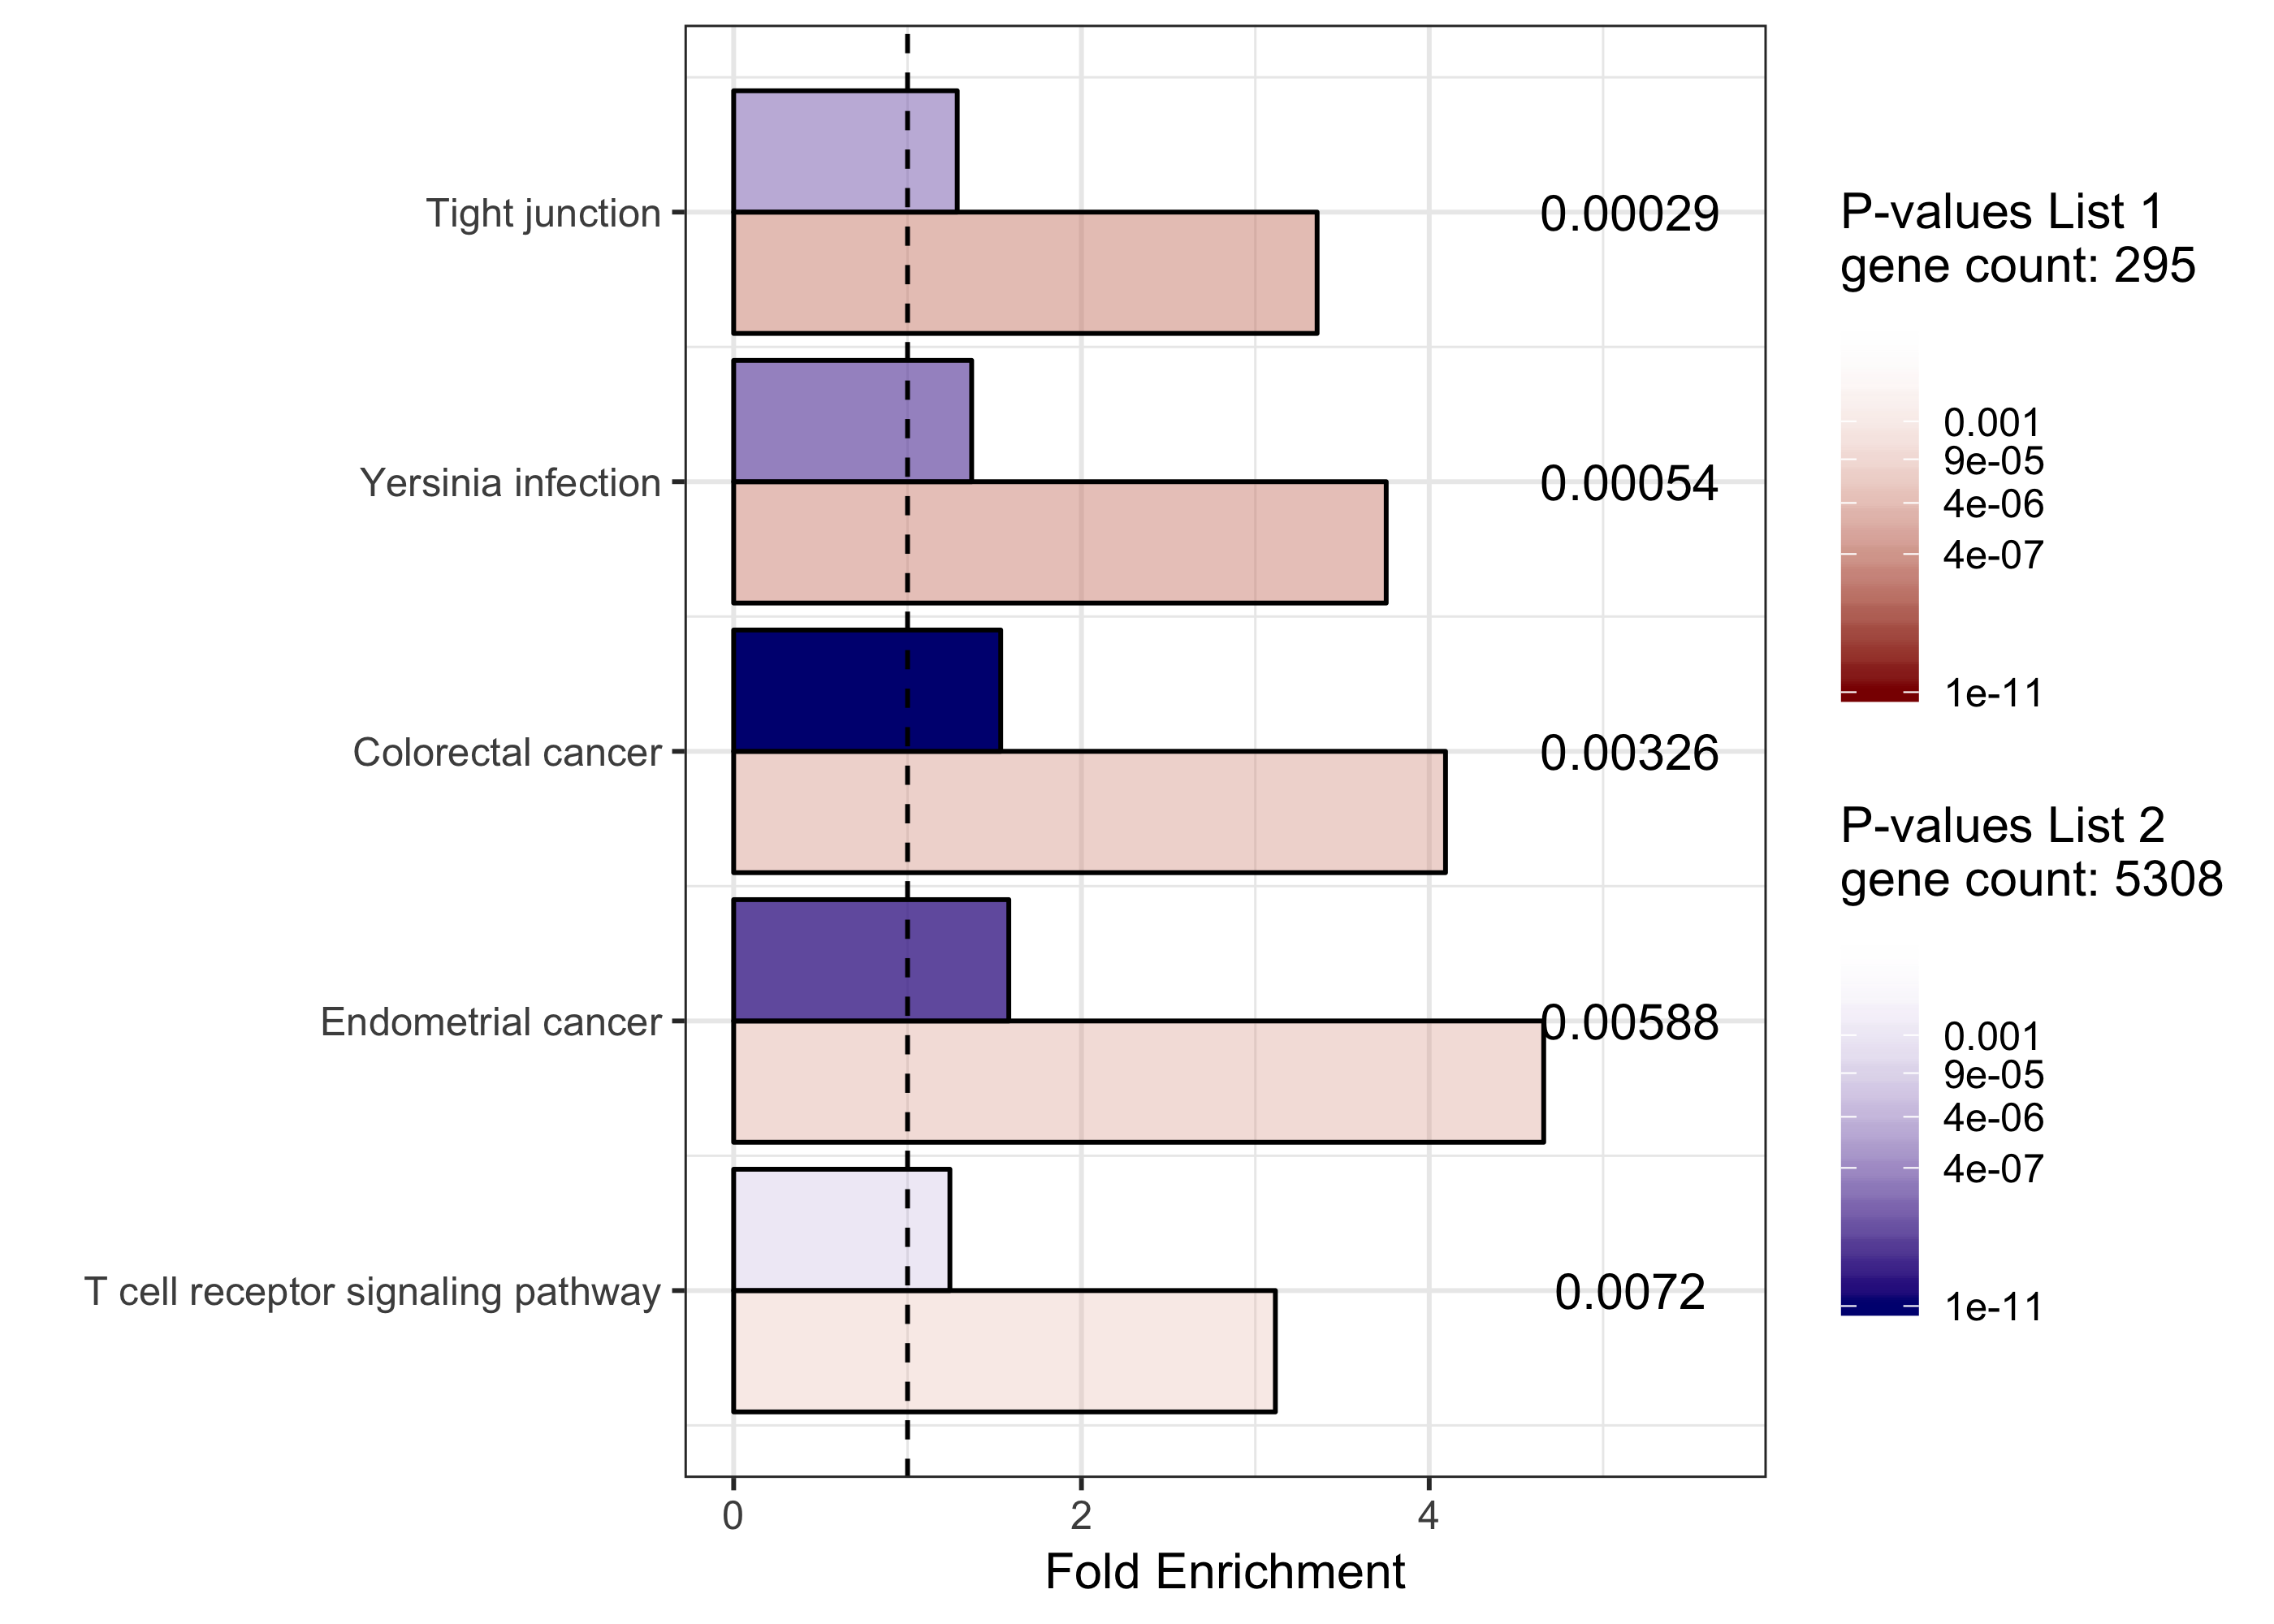 Tight junction
0.00029
Yersinia infection
0.00054
Colorectal cancer
0.00326
Endometrial cancer
0.00588
T cell receptor signaling pathway
0.0072
0
2
4
Fold Enrichment
P-values List 1
gene count: 295
0.001
9e-05
4e-06
4e-07
1e-11
P-values List 2
gene count: 5308
0.001
9e-05
4e-06
4e-07
1e-11